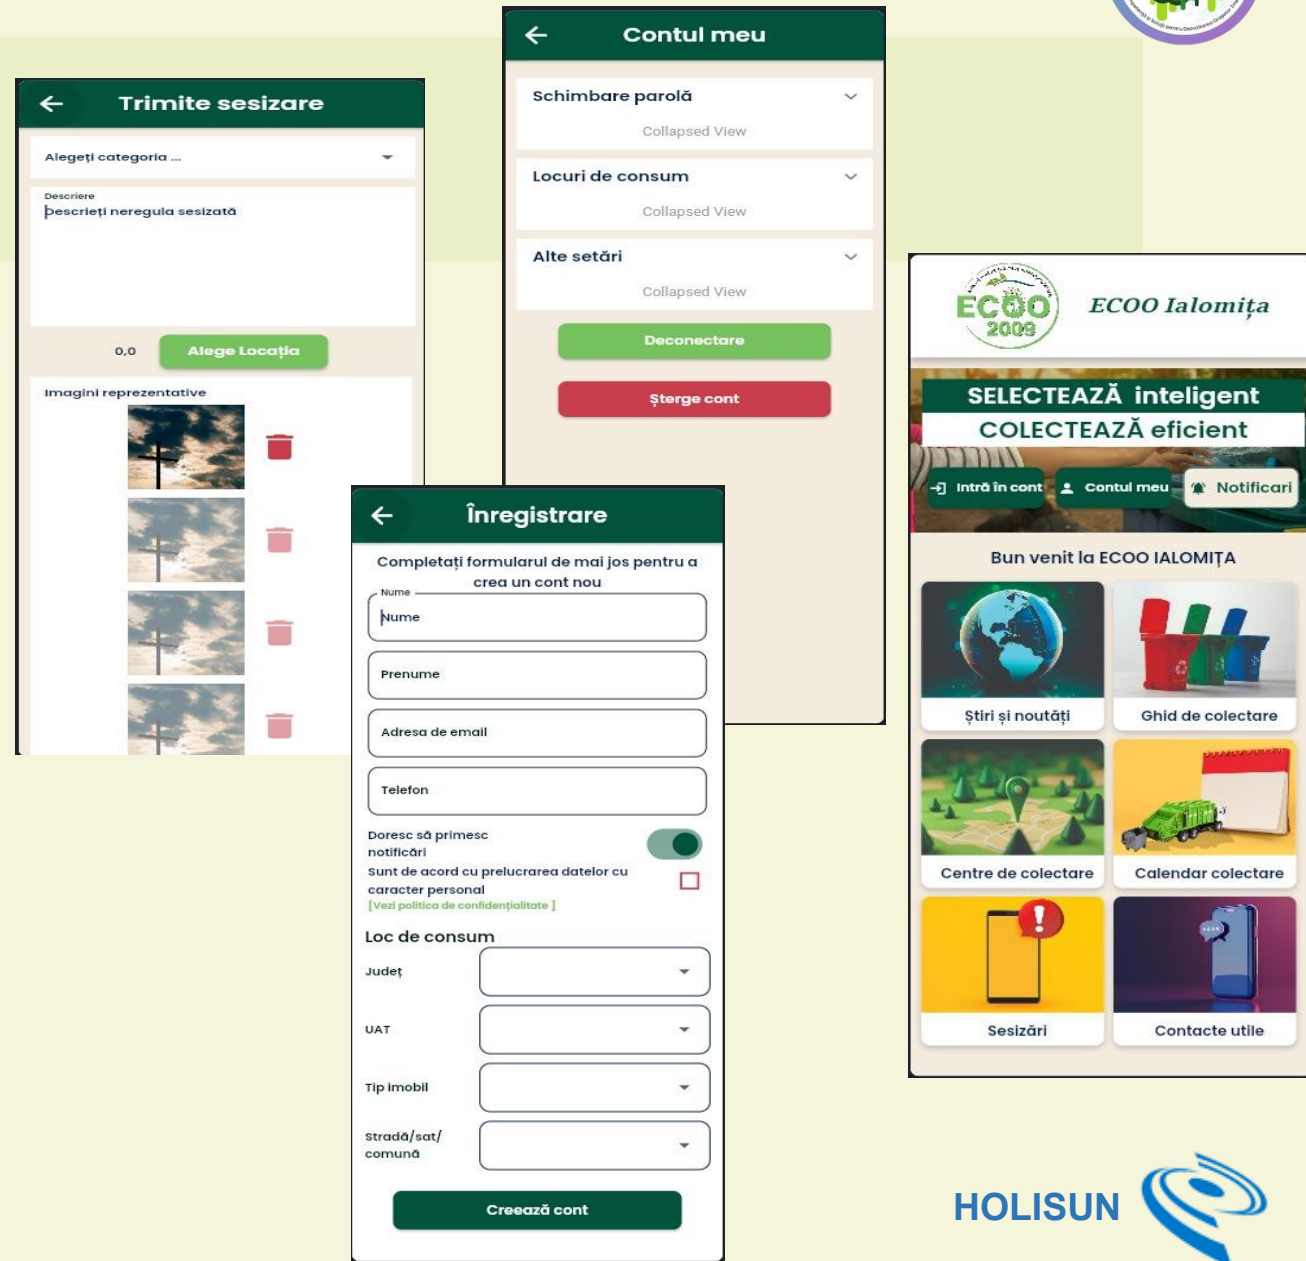 Trimite sesizare
Alegeți categoria ...
Descriere
Descrieți neregula sesizată
0,0
Alege Locația
Imagini reprezentative
Contul meu
Schimbare parolă
Collapsed View
Locuri de consum
Collapsed View
Alte setări
Collapsed View
Deconectare
Șterge cont
Înregistrare
Completați formularul de mai jos pentru a
crea un cont nou
Nume
Nume
Prenume
Adresa de email
Telefon
Doresc să primesc
notificări
Sunt de acord cu prelucrarea datelor cu
caracter personal
[Vezi politica de confidențialitate ]
Loc de consum
Județ
UAT
Tip imobil
Stradă/sat/
comună
Creează cont
ECOO
2009
ECOO Ialomița
SELECTEAZĂ inteligent
COLECTEAZĂ eficient
Intră în cont
Contul meu
Notificari
Bun venit la ECOO IALOMIȚA
Știri și noutăți
Ghid de colectare
Centre de colectare
Calendar colectare
Sesizări
Contacte utile
HOLISUN